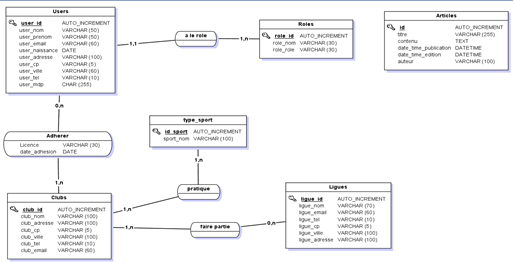 Users
user_id AUTO_INCREMENT
user_nom VARCHAR (50)
user_prenom VARCHAR (50)
user_email VARCHAR (60)
user_naissance DATE
user_adresse VARCHAR (100)
user_cp VARCHAR (5)
user_ville VARCHAR (60)
user_tel VARCHAR (10)
user_mdp CHAR (255)
1,1
a le role
1,n
Roles
role_id AUTO_INCREMENT
role_nom VARCHAR (30)
role_role VARCHAR (30)
Articles
id AUTO_INCREMENT
titre VARCHAR (255)
contenu TEXT
date_time_publication DATETIME
date_time_edition DATETIME
auteur VARCHAR (100)
0,n
Adherer
Licence VARCHAR (30)
date_adhesion DATE
1,n
type_sport
id_sport AUTO_INCREMENT
sport_nom VARCHAR (100)
1,n
pratique
1,n
Clubs
club_id AUTO_INCREMENT
club_nom VARCHAR (100)
club_adresse VARCHAR (100)
club_cp VARCHAR (5)
club_ville VARCHAR (100)
club_tel VARCHAR (10)
club_email VARCHAR (60)
1,n
faire partie
0,n
Ligues
ligue_id AUTO_INCREMENT
ligue_nom VARCHAR (70)
ligue_email VARCHAR (60)
ligue_tel VARCHAR (10)
ligue_cp VARCHAR (5)
ligue_ville VARCHAR (100)
ligue_adresse VARCHAR (100)